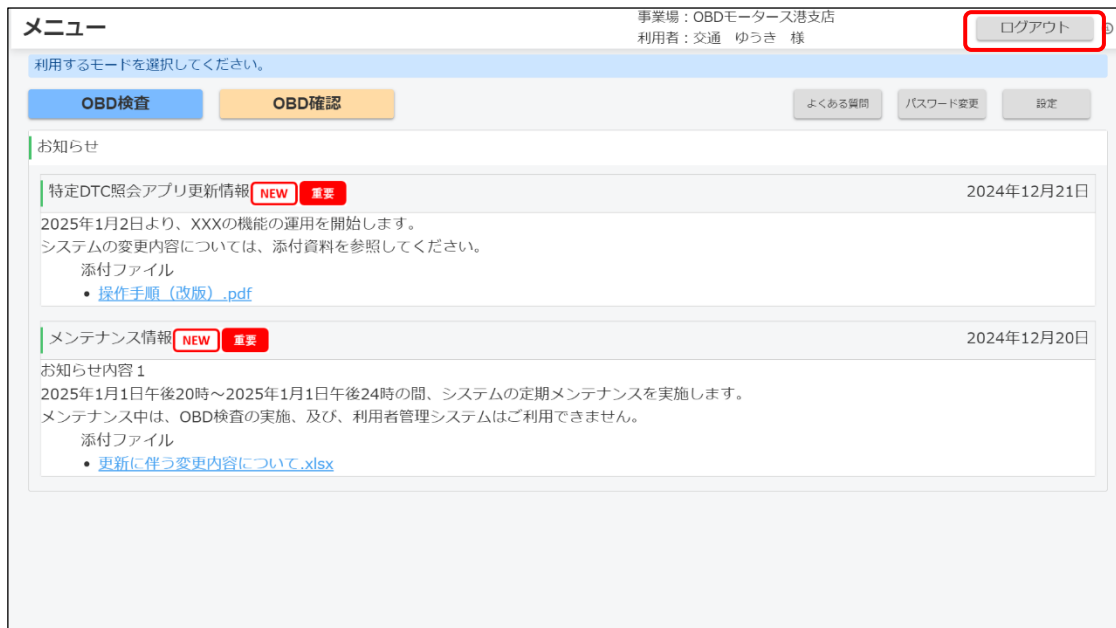 メニュー
事業場：OBDモータース港支店
利用者：交通　ゆうき　様
ログアウト
利用するモードを選択してください。
OBD検査
OBD確認
よくある質問
パスワード変更
設定
お知らせ
特定DTC照会アプリ更新情報 NEW 重要 2024年12月21日
2025年1月2日より、XXXの機能の運用を開始します。
システムの変更内容については、添付資料を参照してください。
添付ファイル
• 操作手順（改版）.pdf
メンテナンス情報 NEW 重要 2024年12月20日
お知らせ内容１
2025年1月1日午後20時～2025年1月1日午後24時の間、システムの定期メンテナンスを実施します。
メンテナンス中は、OBD検査の実施、及び、利用者管理システムはご利用できません。
添付ファイル
• 更新に伴う変更内容について.xlsx